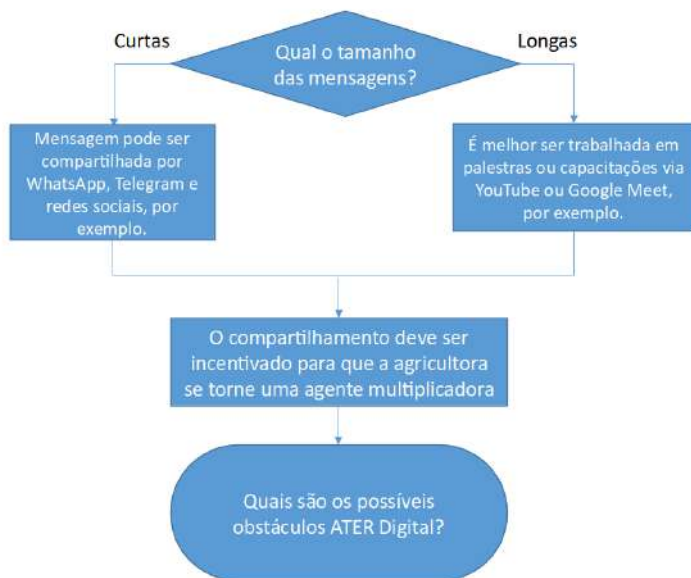 Curtas
Qual o tamanho
das mensagens?
Longas
Mensagem pode ser
compartilhada por
WhatsApp, Telegram e
redes sociais, por
exemplo.
É melhor ser trabalhada em
palestras ou capacitações via
YouTube ou Google Meet,
por exemplo.
O compartilhamento deve ser
incentivado para que a agricultora
se torne uma agente multiplicadora
Quais são os possíveis
obstáculos ATER Digital?